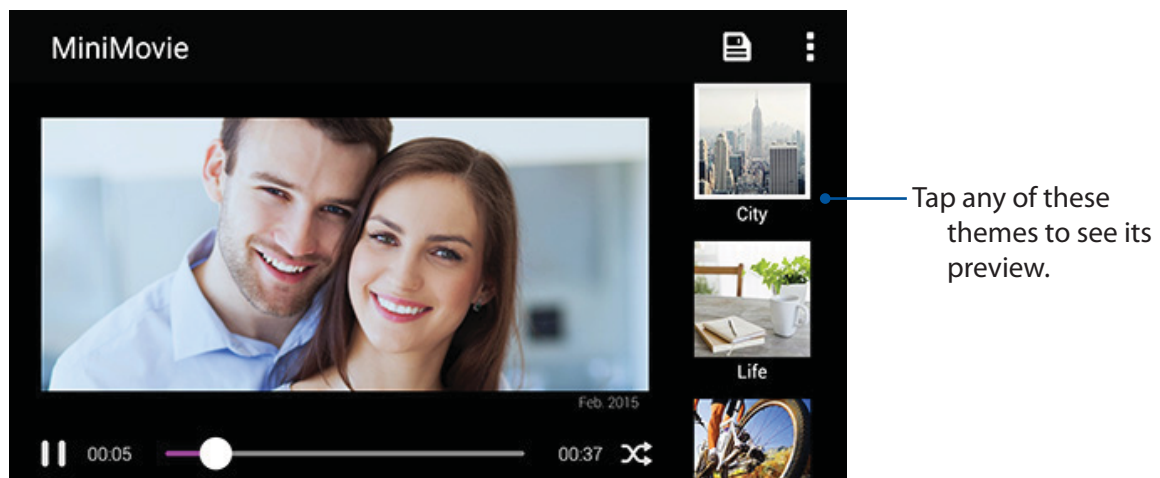 MiniMovie
City
Tap any of these
themes to see its
preview.
Life
Feb. 2015
00:05
00:37